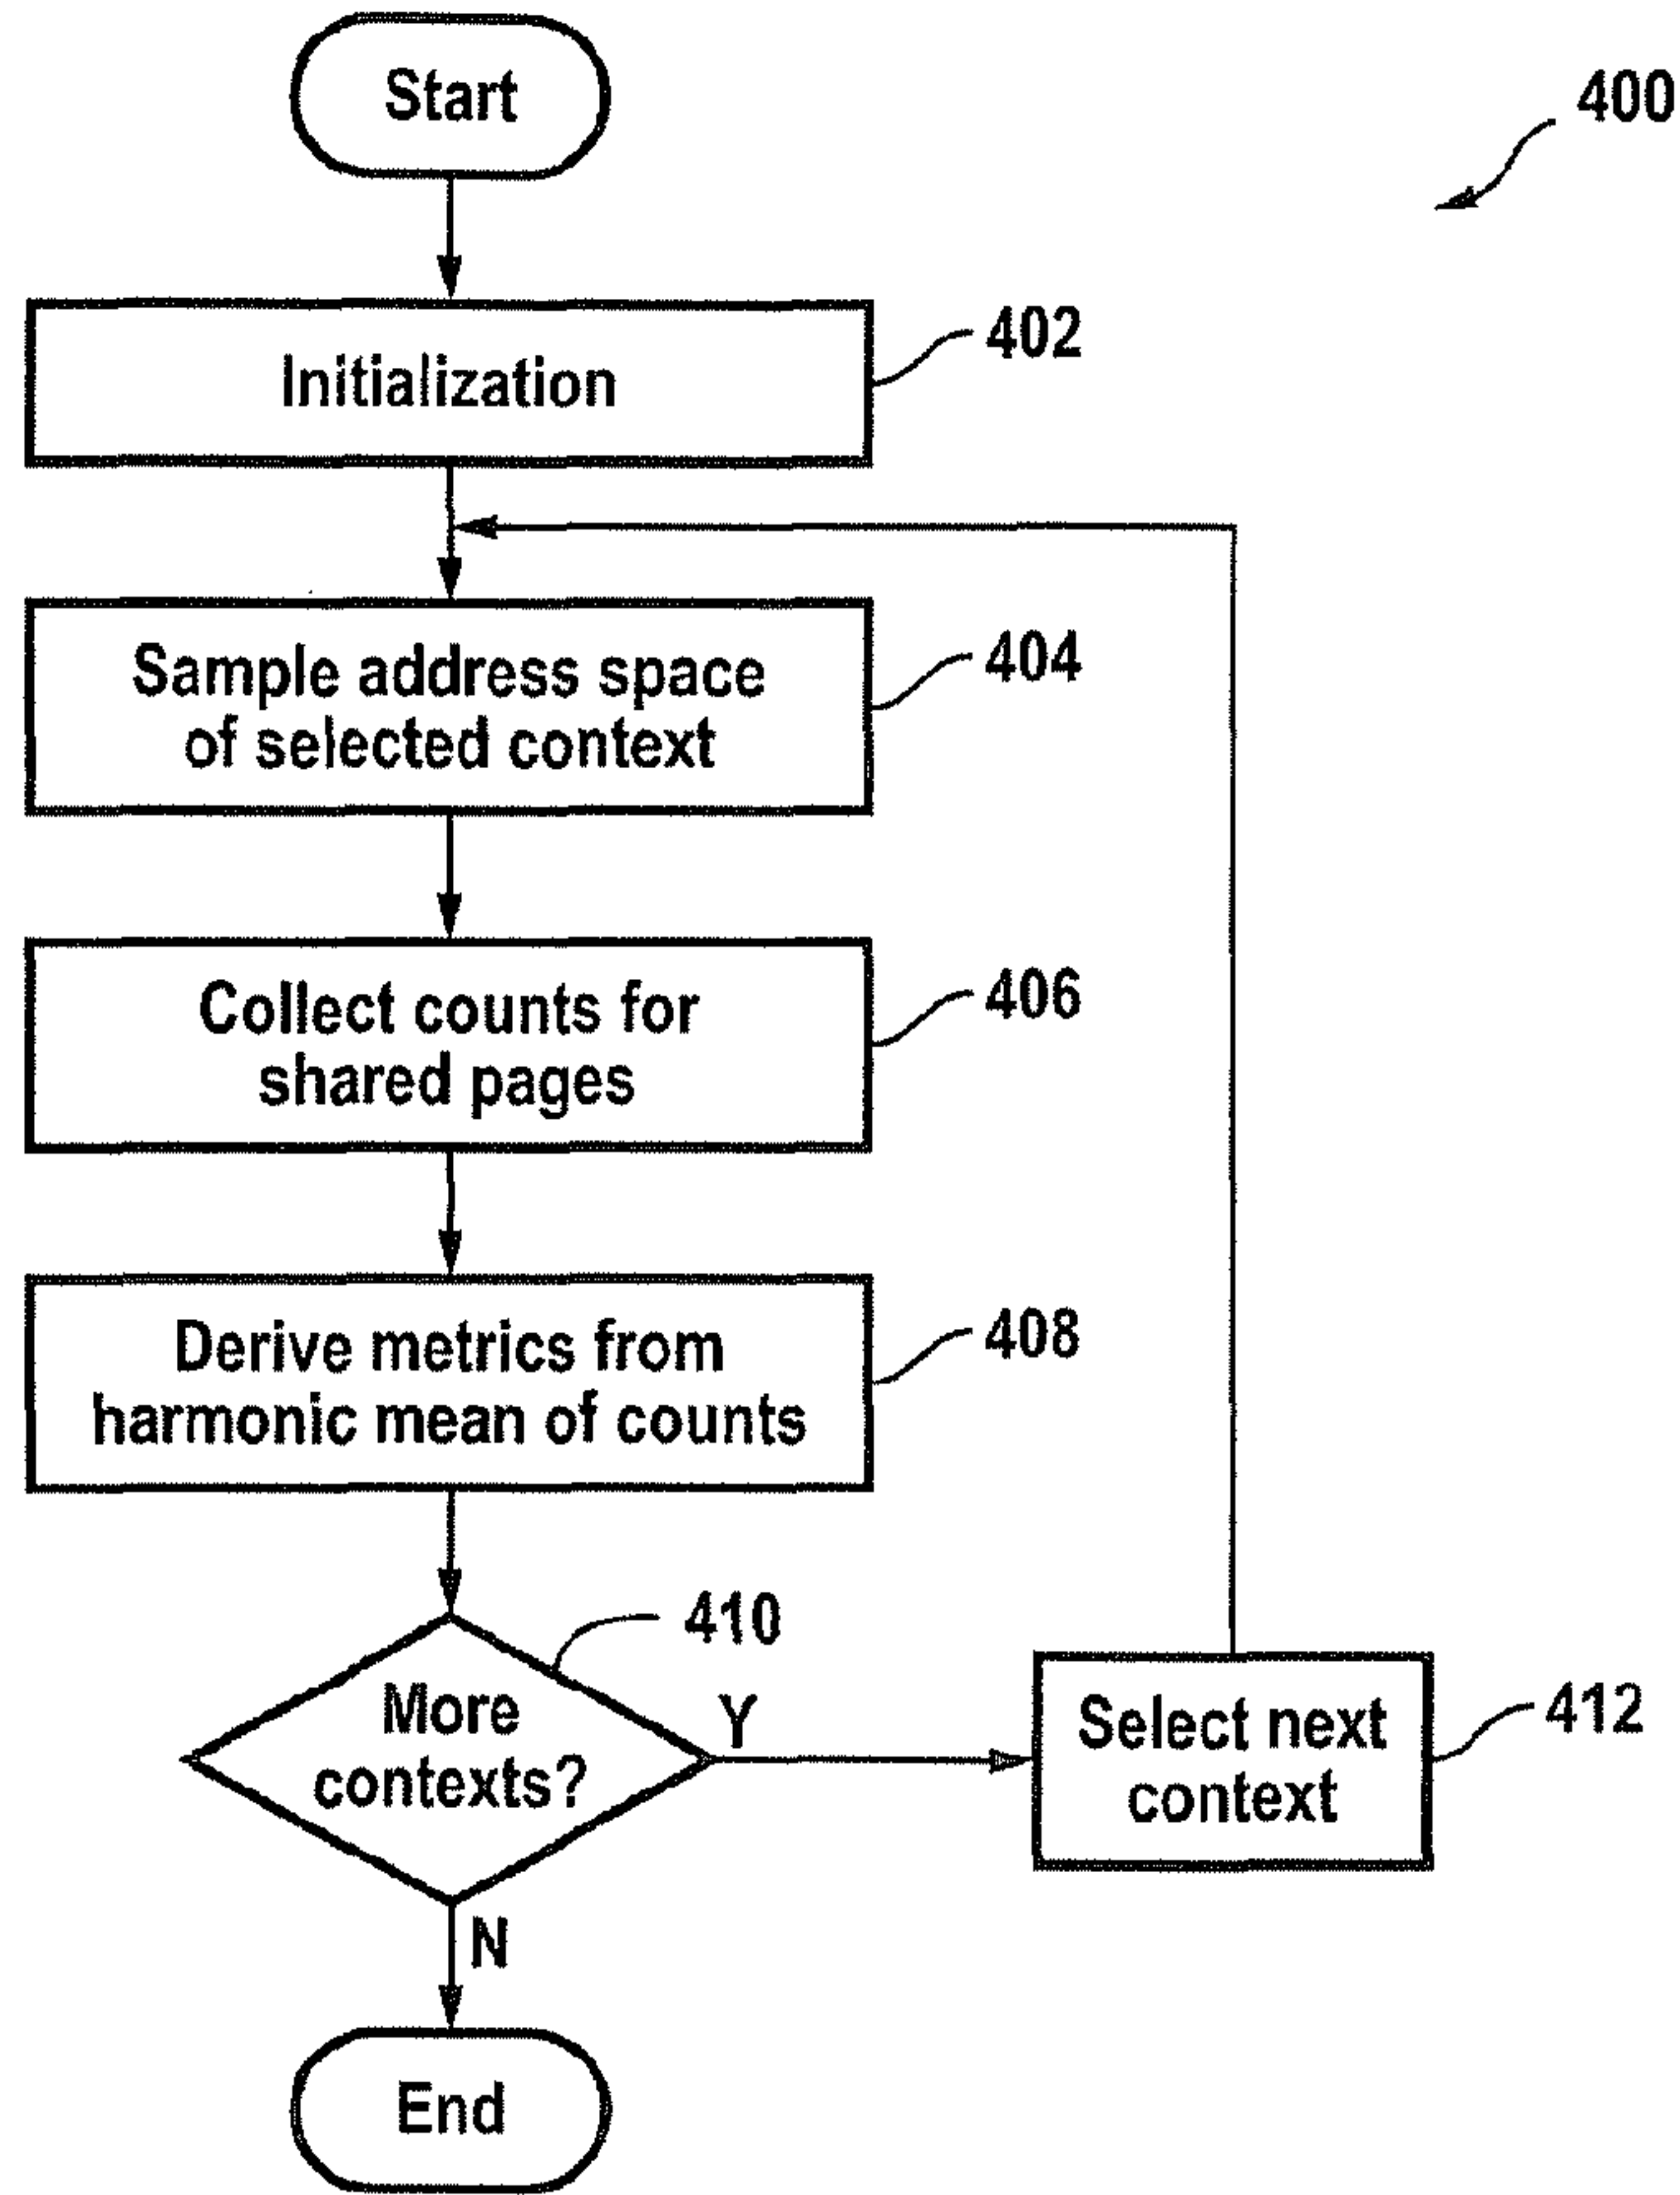 Start
400
Initialization
402
Sample address space
of selected context
404
Collect counts for
shared pages
406
Derive metrics from
harmonic mean of counts
408
More
contexts?
410
Y
Select next
context
412
N
End